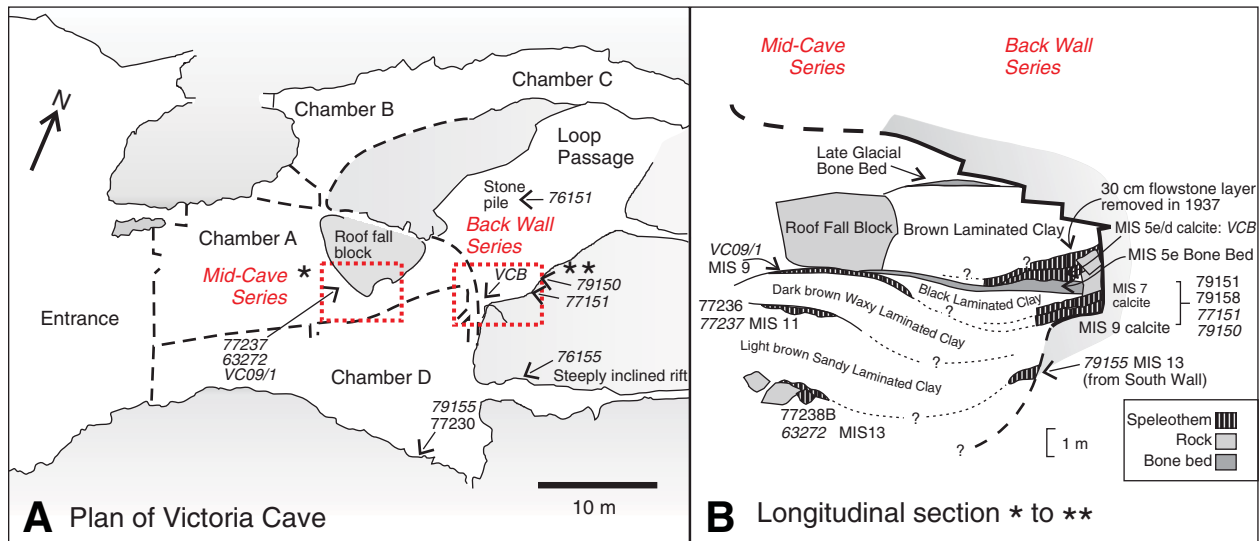 N
Chamber B
Chamber C
Loop
Passage
Stone
pile
76151
Chamber A
Roof fall
block
Back Wall
Series
Mid-Cave
Series
*
VCB
**
79150
77151
Entrance
77237
63272
VC09/1
Chamber D
76155
Steeply inclined rift
79155
77230
10 m
A Plan of Victoria Cave
Mid-Cave
Series
Back Wall
Series
Late Glacial
Bone Bed
30 cm flowstone layer
removed in 1937
Roof Fall Block
Brown Laminated Clay
MIS 5e/d calcite: VCB
MIS 5e Bone Bed
VC09/1
MIS 9
?
?
Black Laminated Clay
MIS 7
calcite
79151
79158
77151
79150
MIS 9 calcite
77236
77237 MIS 11
Dark brown Waxy Laminated Clay
?
Light brown Sandy Laminated Clay
79155 MIS 13
(from South Wall)
77238B
63272 MIS13
?
?
1 m
Speleothem
Rock
Bone bed
B Longitudinal section * to **